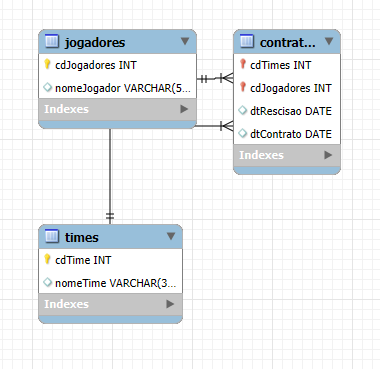 jogadores
cdJogadores INT
nomeJogador VARCHAR(5...
Indexes
contrat...
cdTimes INT
cdJogadores INT
dtRescisao DATE
dtContrato DATE
Indexes
times
cdTime INT
nomeTime VARCHAR(3...
Indexes